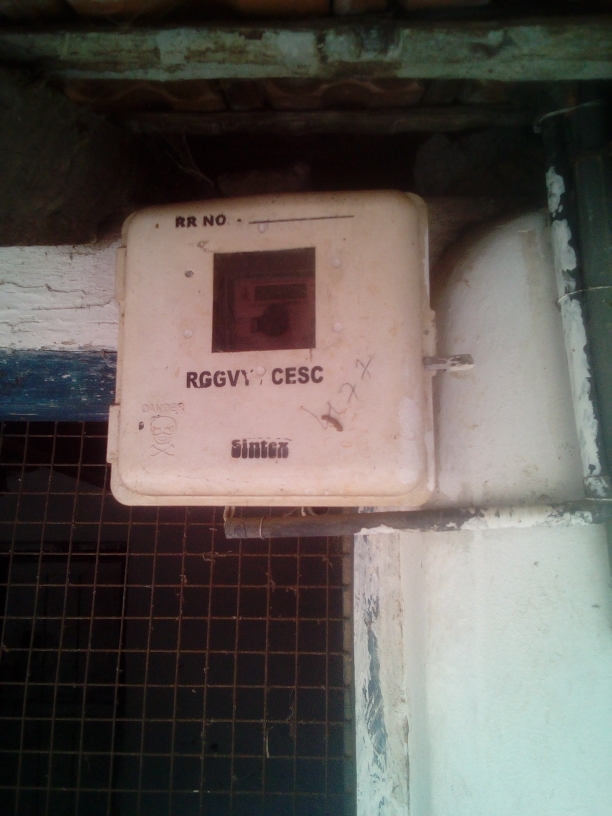 RR NO
RGGVY / CESC
DANGER
Sintex